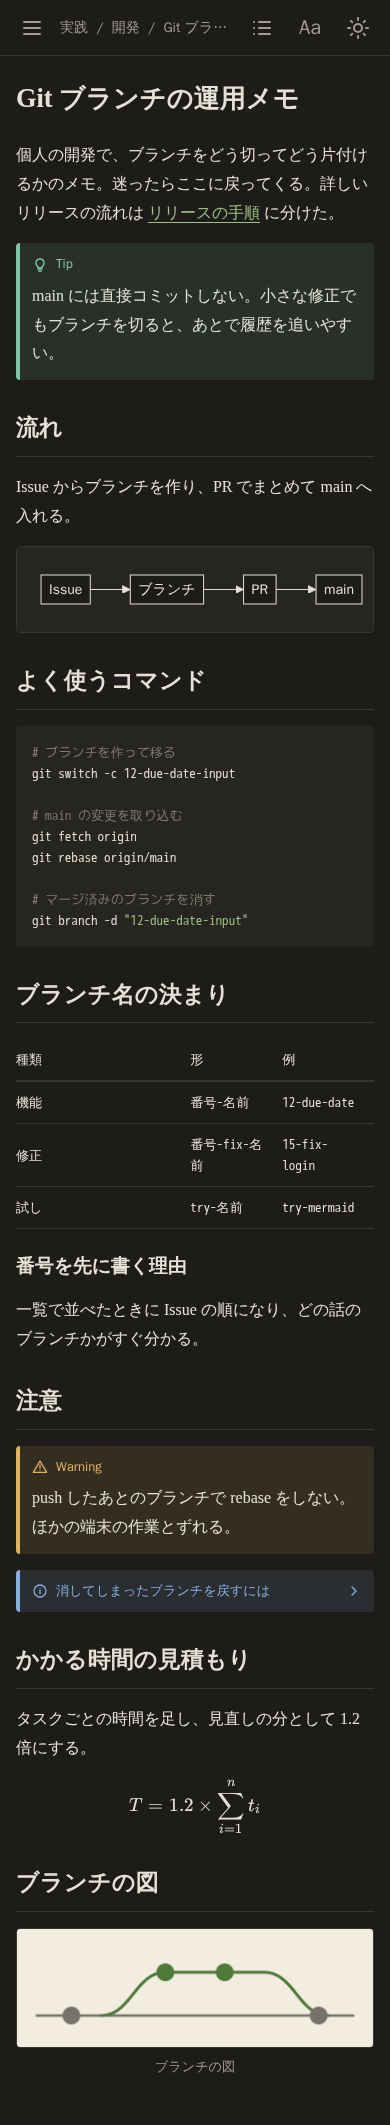 実践 / 開発 / Git ブラ…
Aa
Git ブランチの運用メモ
個人の開発で、ブランチをどう切ってどう片付け
るかのメモ。迷ったらここに戻ってくる。詳しい
リリースの流れは リリースの手順 に分けた。
Tip
main には直接コミットしない。小さな修正で
もブランチを切ると、あとで履歴を追いやす
い。
流れ
Issue からブランチを作り、PR でまとめて main へ
入れる。
Issue ブランチ PR main
よく使うコマンド
# ブランチを作って移る
git switch -c 12-due-date-input
# main の変更を取り込む
git fetch origin
git rebase origin/main
# マージ済みのブランチを消す
git branch -d "12-due-date-input"
ブランチ名の決まり
種類 形 例
機能 番号-名前 12-due-date
修正 番号-fix-名前 15-fix-login
試し try-名前 try-mermaid
番号を先に書く理由
一覧で並べたときに Issue の順になり、どの話の
ブランチかがすぐ分かる。
注意
Warning
push したあとのブランチで rebase をしない。
ほかの端末の作業とずれる。
消してしまったブランチを戻すには
かかる時間の見積もり
タスクごとの時間を足し、見直しの分として 1.2
倍にする。
T = 1.2 × ∑_{i=1}^{n} t_i
ブランチの図
ブランチの図